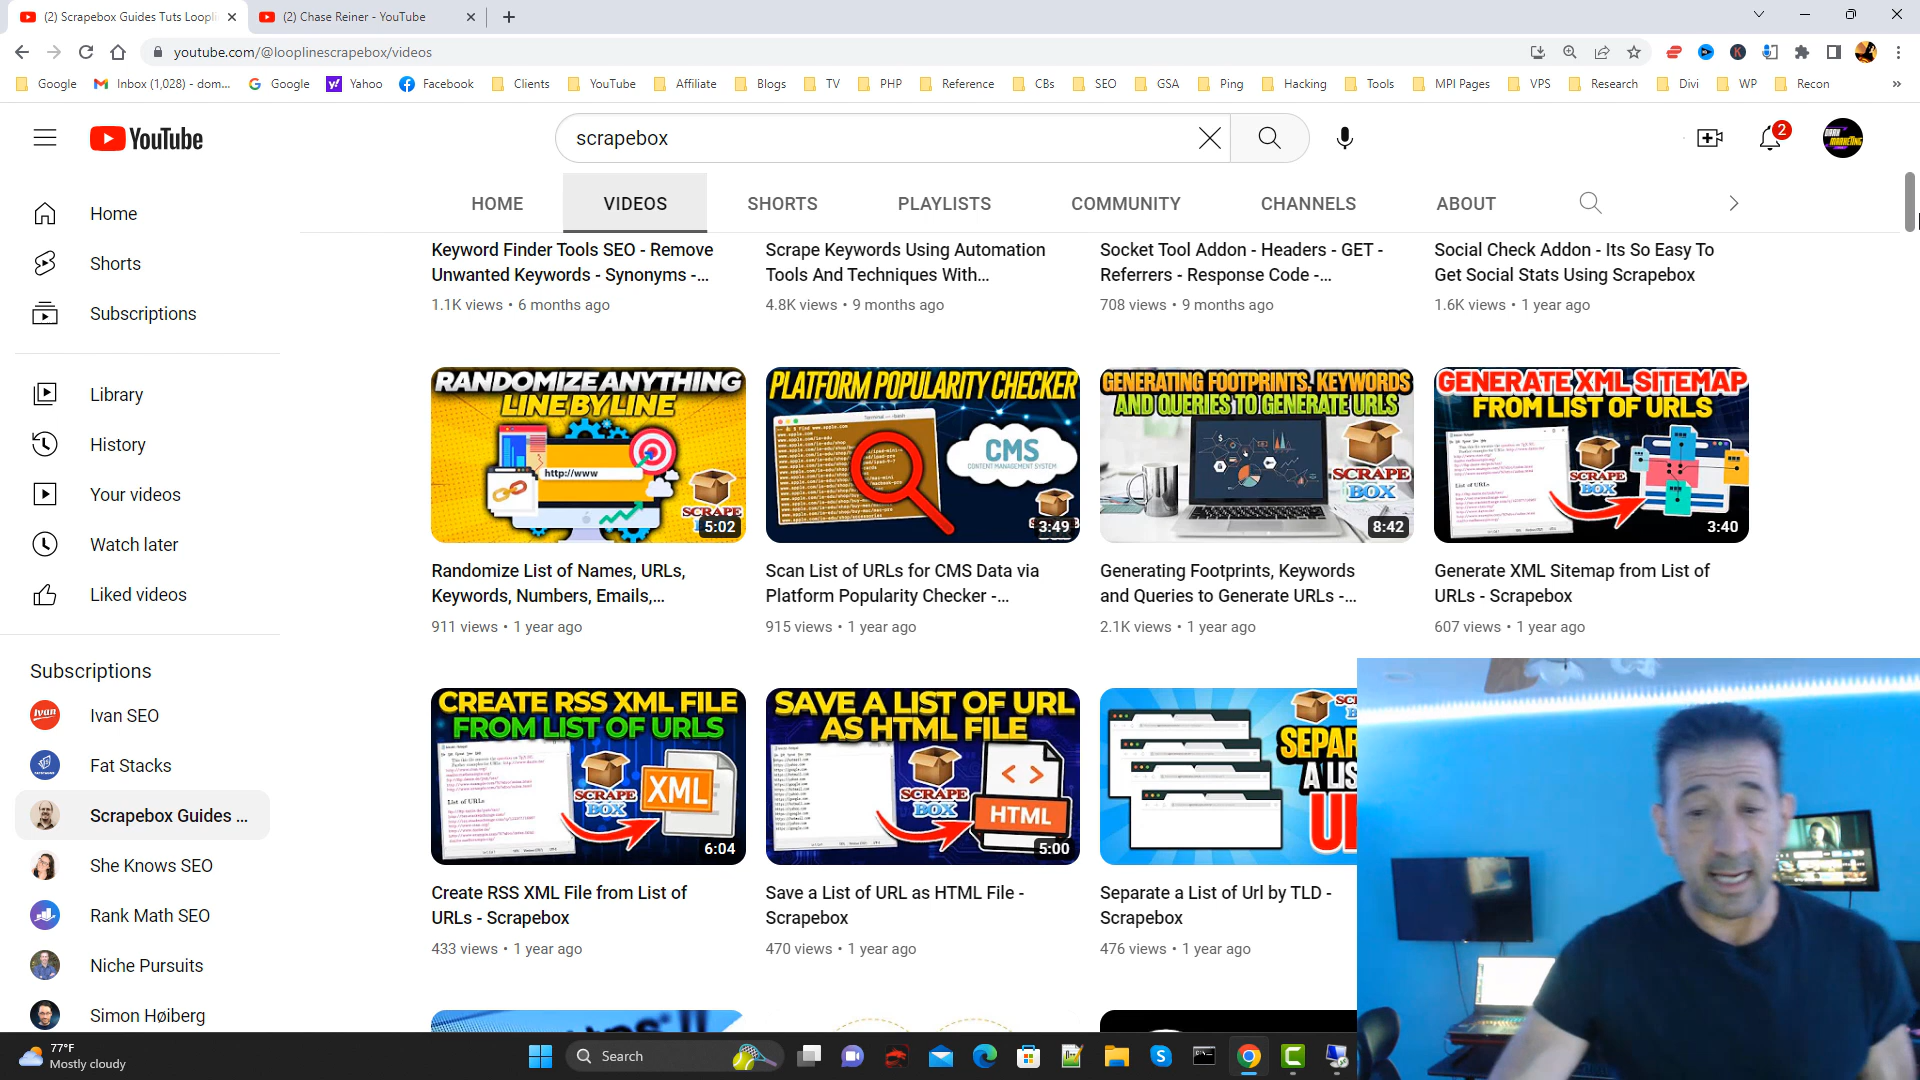 (2) Scrapebox Guides Tuts Loopli
(2) Chase Reiner - YouTube
youtube.com/@looplinescrapebox/videos
Google
Inbox (1,028) - dom...
Google
Yahoo
Facebook
Clients
YouTube
Affiliate
Blogs
TV
PHP
Reference
CBs
SEO
GSA
Ping
Hacking
Tools
MPI Pages
VPS
Research
Divi
WP
Recon
YouTube
scrapebox
2
HOME
VIDEOS
SHORTS
PLAYLISTS
COMMUNITY
CHANNELS
ABOUT
Home
Shorts
Subscriptions
Library
History
Your videos
Watch later
Liked videos
Subscriptions
Ivan SEO
Fat Stacks
Scrapebox Guides ...
She Knows SEO
Rank Math SEO
Niche Pursuits
Simon Høiberg
Keyword Finder Tools SEO - Remove
Unwanted Keywords - Synonyms -...
1.1K views • 6 months ago
Scrape Keywords Using Automation
Tools And Techniques With...
4.8K views • 9 months ago
Socket Tool Addon - Headers - GET -
Referrers - Response Code -...
708 views • 9 months ago
Social Check Addon - Its So Easy To
Get Social Stats Using Scrapebox
1.6K views • 1 year ago
RANDOMIZE ANYTHING
LINE BY LINE
http://www
SCRAPE
5:02
PLATFORM POPULARITY CHECKER
CMS
CONTENT MANAGEMENT SYSTEM
3:49
GENERATING FOOTPRINTS, KEYWORDS
AND QUERIES TO GENERATE URLS
SCRAPE
BOX
8:42
GENERATE XML SITEMAP
FROM LIST OF URLS
List of URLs
SCRAPE
BOX
3:40
Randomize List of Names, URLs,
Keywords, Numbers, Emails,...
911 views • 1 year ago
Scan List of URLs for CMS Data via
Platform Popularity Checker -...
915 views • 1 year ago
Generating Footprints, Keywords
and Queries to Generate URLs -...
2.1K views • 1 year ago
Generate XML Sitemap from List of
URLs - Scrapebox
607 views • 1 year ago
CREATE RSS XML FILE
FROM LIST OF URLS
List of URLs
SCRAPE
BOX
XML
6:04
SAVE A LIST OF URL
AS HTML FILE
SCRAPE
BOX
< >
HTML
5:00
SC
SEPAR
A LIS
UR
Create RSS XML File from List of
URLs - Scrapebox
433 views • 1 year ago
Save a List of URL as HTML File -
Scrapebox
470 views • 1 year ago
Separate a List of Url by TLD -
Scrapebox
476 views • 1 year ago
77°F
Mostly cloudy
Search